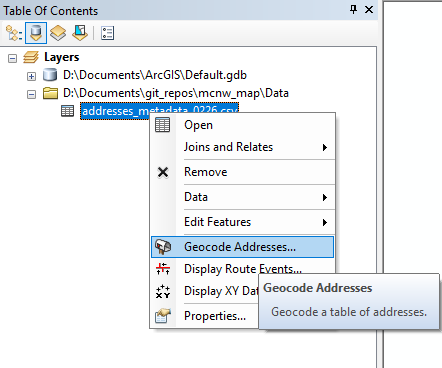 Table Of Contents
Layers
D:\Documents\ArcGIS\Default.gdb
D:\Documents\git_repos\mcnw_map\Data
addresses_metadata_0226.csv
Open
Joins and Relates
Remove
Data
Edit Features
Geocode Addresses...
Display Route Events...
Geocode Addresses
Display XY Dat
Geocode a table of addresses.
Properties...